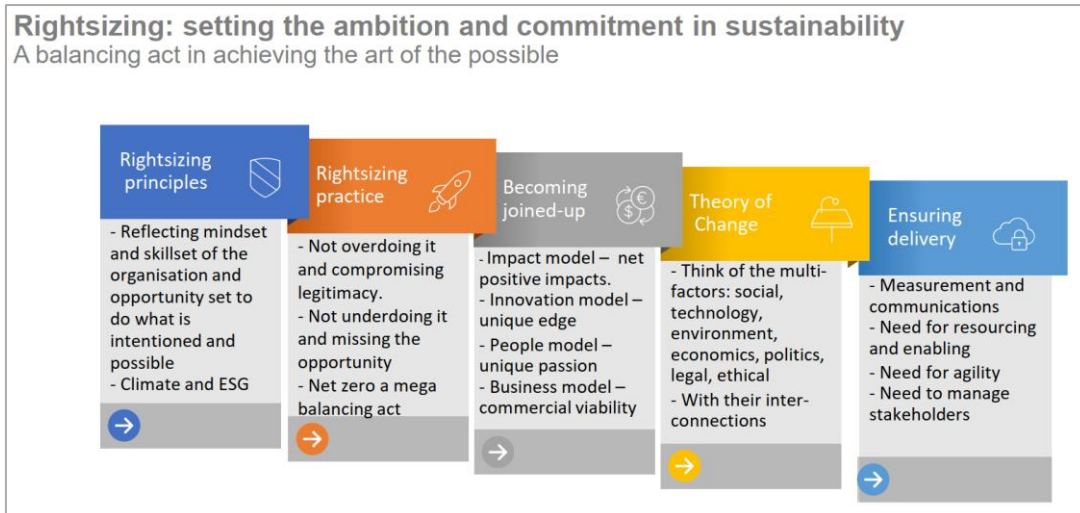 Rightsizing: setting the ambition and commitment in sustainability
A balancing act in achieving the art of the possible
Rightsizing
principles
- Reflecting mindset
and skillset of the
organisation and
opportunity set to
do what is
intentioned and
possible
- Climate and ESG
Rightsizing
practice
- Not overdoing it
and compromising
legitimacy.
- Not underdoing it
and missing the
opportunity
- Net zero a mega
balancing act
Becoming
joined-up
€
$
- Impact model – net
positive impacts.
- Innovation model –
unique edge
- People model –
unique passion
- Business model –
commercial viability
Theory of
Change
- Think of the multi-
factors: social,
technology,
environment,
economics, politics,
legal, ethical
- With their inter-
connections
Ensuring
delivery
- Measurement and
communications
- Need for resourcing
and enabling
- Need for agility
- Need to manage
stakeholders